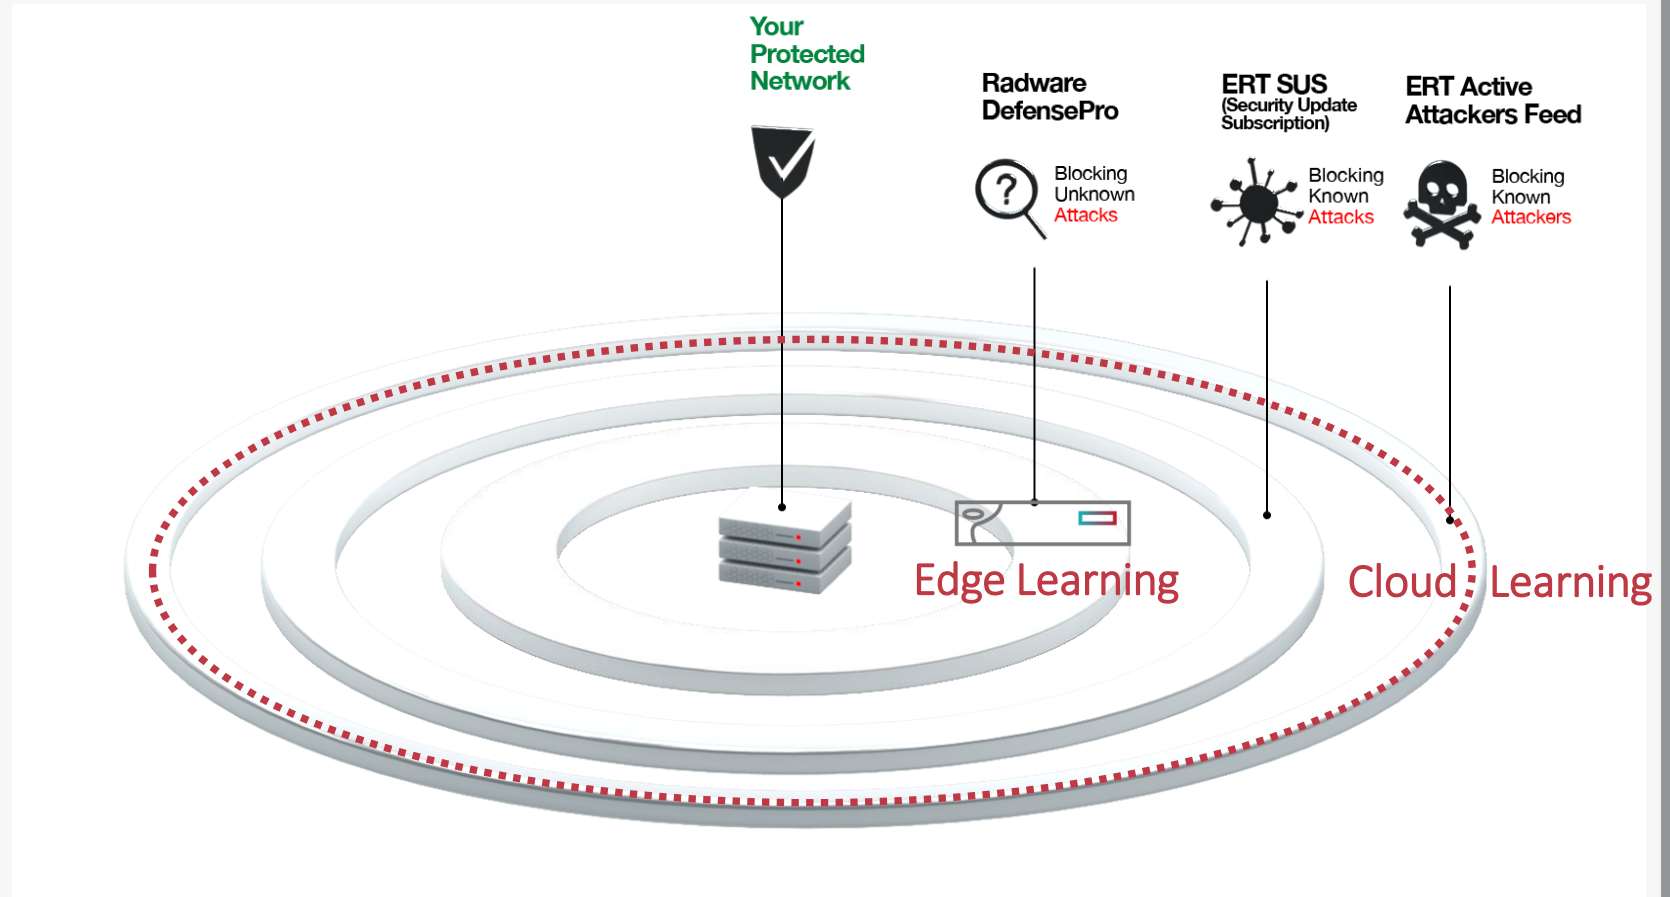 Your
Protected
Network
Radware
DefensePro
ERT SUS
(Security Update
Subscription)
ERT Active
Attackers Feed
?
Blocking
Unknown
Attacks
Blocking
Known
Attacks
Blocking
Known
Attackers
Edge Learning
Cloud Learning